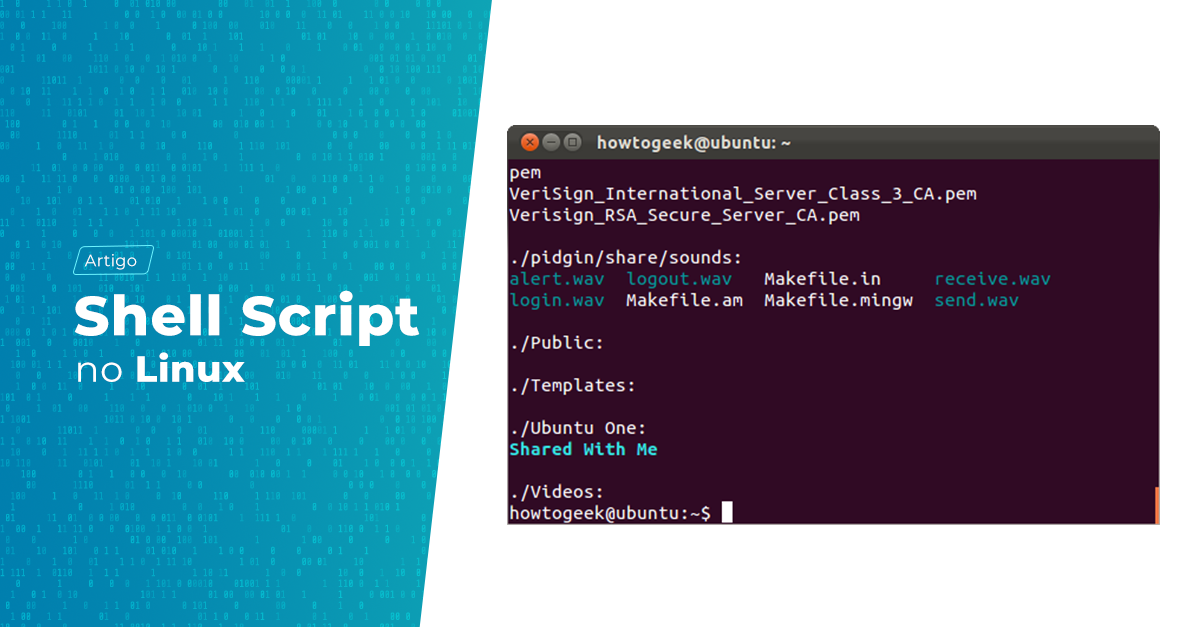 Artigo
Shell Script
no Linux
howtogeek@ubuntu: ~
pem
VeriSign_International_Server_Class_3_CA.pem
Verisign_RSA_Secure_Server_CA.pem
./pidgin/share/sounds:
alert.wav logout.wav Makefile.in receive.wav
login.wav Makefile.am Makefile.mingw send.wav
./Public:
./Templates:
./Ubuntu One:
Shared With Me
./Videos:
howtogeek@ubuntu:~$